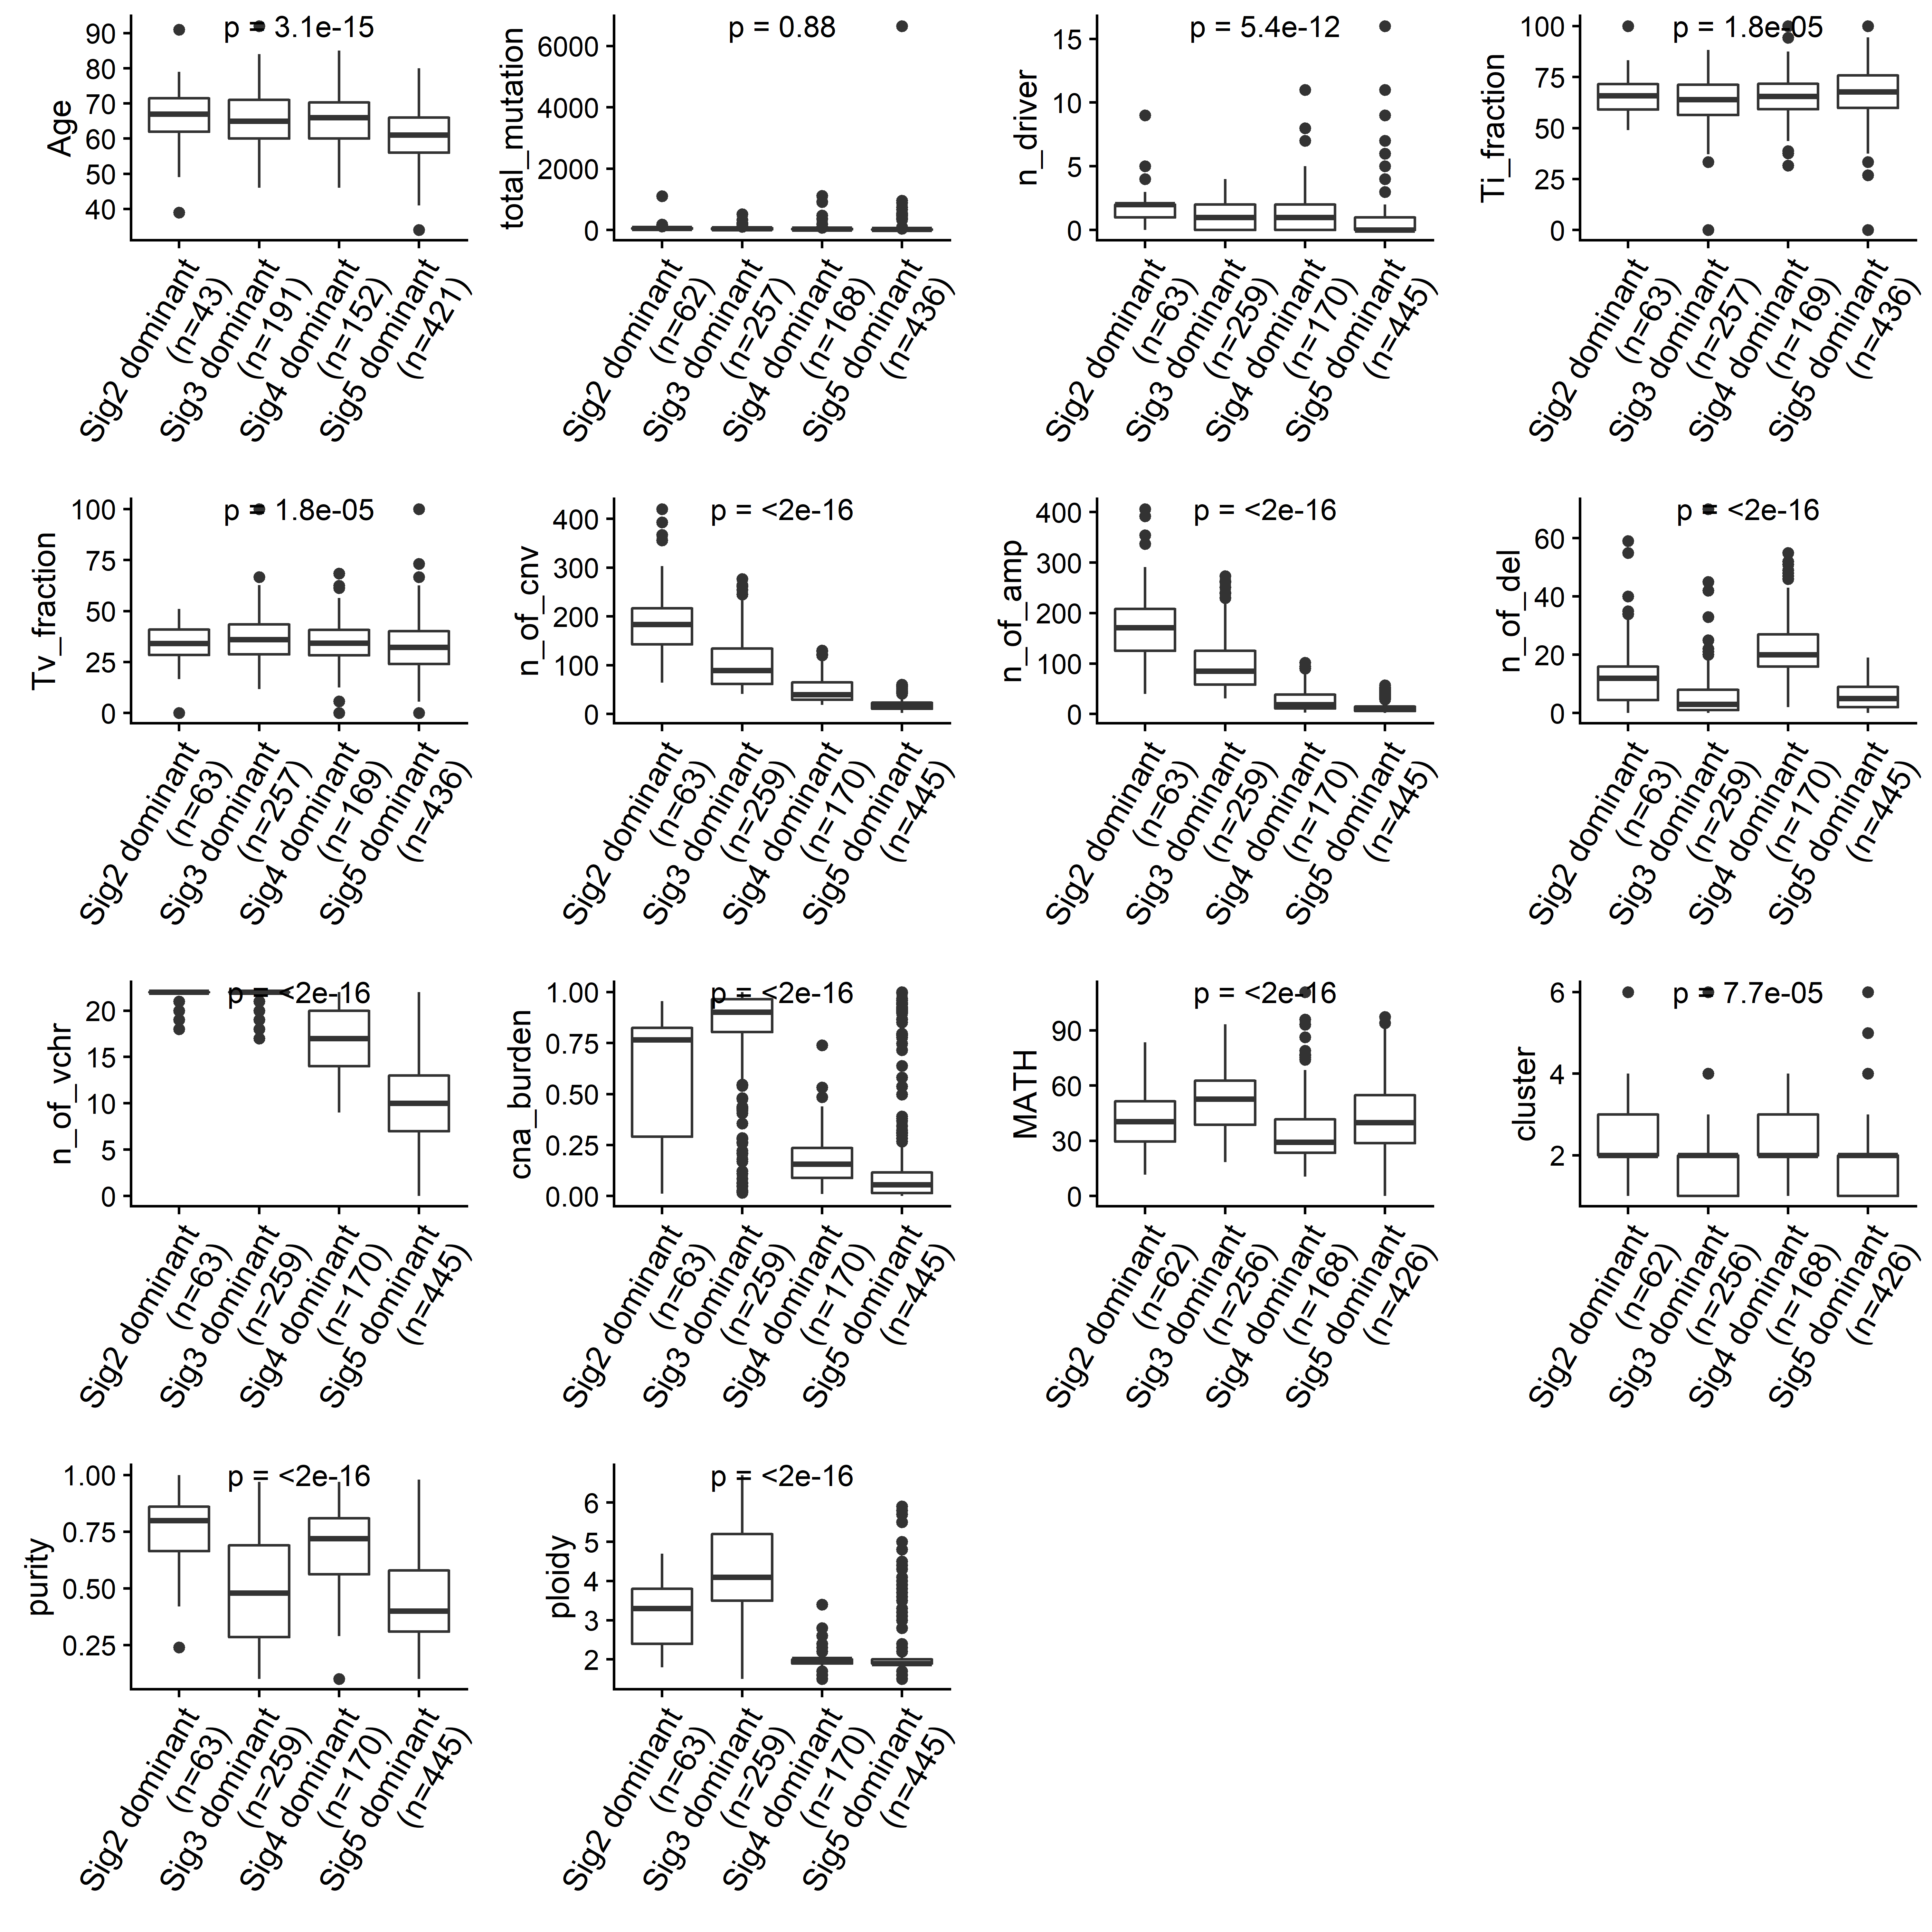 p = 3.1e-15
Age
90
80
70
60
50
40
Sig2 dominant
(n=43)
Sig3 dominant
(n=191)
Sig4 dominant
(n=152)
Sig5 dominant
(n=421)
p = 0.88
total_mutation
6000
4000
2000
0
Sig2 dominant
(n=62)
Sig3 dominant
(n=257)
Sig4 dominant
(n=168)
Sig5 dominant
(n=436)
p = 5.4e-12
n_driver
15
10
5
0
Sig2 dominant
(n=63)
Sig3 dominant
(n=259)
Sig4 dominant
(n=170)
Sig5 dominant
(n=445)
p = 1.8e-05
Ti_fraction
100
75
50
25
0
Sig2 dominant
(n=63)
Sig3 dominant
(n=257)
Sig4 dominant
(n=169)
Sig5 dominant
(n=436)
p = 1.8e-05
Tv_fraction
100
75
50
25
0
Sig2 dominant
(n=63)
Sig3 dominant
(n=257)
Sig4 dominant
(n=169)
Sig5 dominant
(n=436)
p = <2e-16
n_of_cnv
400
300
200
100
0
Sig2 dominant
(n=63)
Sig3 dominant
(n=259)
Sig4 dominant
(n=170)
Sig5 dominant
(n=445)
p = <2e-16
n_of_amp
400
300
200
100
0
Sig2 dominant
(n=63)
Sig3 dominant
(n=259)
Sig4 dominant
(n=170)
Sig5 dominant
(n=445)
p = <2e-16
n_of_del
60
40
20
0
Sig2 dominant
(n=63)
Sig3 dominant
(n=259)
Sig4 dominant
(n=170)
Sig5 dominant
(n=445)
p = <2e-16
n_of_vchr
20
15
10
5
0
Sig2 dominant
(n=63)
Sig3 dominant
(n=259)
Sig4 dominant
(n=170)
Sig5 dominant
(n=445)
p = <2e-16
cna_burden
1.00
0.75
0.50
0.25
0.00
Sig2 dominant
(n=63)
Sig3 dominant
(n=259)
Sig4 dominant
(n=170)
Sig5 dominant
(n=445)
p = <2e-16
MATH
90
60
30
0
Sig2 dominant
(n=62)
Sig3 dominant
(n=256)
Sig4 dominant
(n=168)
Sig5 dominant
(n=426)
p = 7.7e-05
cluster
6
4
2
Sig2 dominant
(n=62)
Sig3 dominant
(n=256)
Sig4 dominant
(n=168)
Sig5 dominant
(n=426)
p = <2e-16
purity
1.00
0.75
0.50
0.25
Sig2 dominant
(n=63)
Sig3 dominant
(n=259)
Sig4 dominant
(n=170)
Sig5 dominant
(n=445)
p = <2e-16
ploidy
6
5
4
3
2
Sig2 dominant
(n=63)
Sig3 dominant
(n=259)
Sig4 dominant
(n=170)
Sig5 dominant
(n=445)